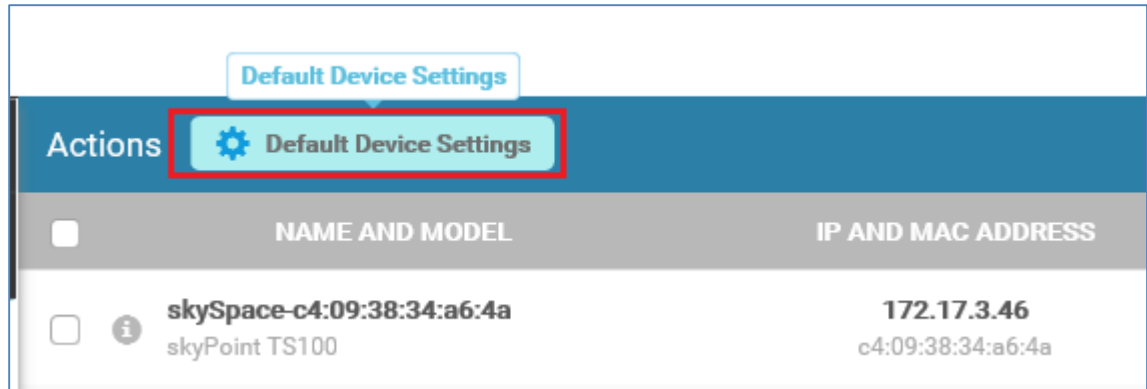 Default Device Settings
Actions Default Device Settings
NAME AND MODEL IP AND MAC ADDRESS
skySpace-c4:09:38:34:a6:4a 172.17.3.46
skyPoint TS100 c4:09:38:34:a6:4a